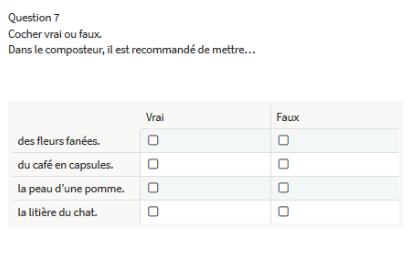 Question 7
Cocher vrai ou faux.
Dans le composteur, il est recommandé de mettre...
Vrai Faux
des fleurs fanées.
du café en capsules.
la peau d'une pomme.
la litière du chat.